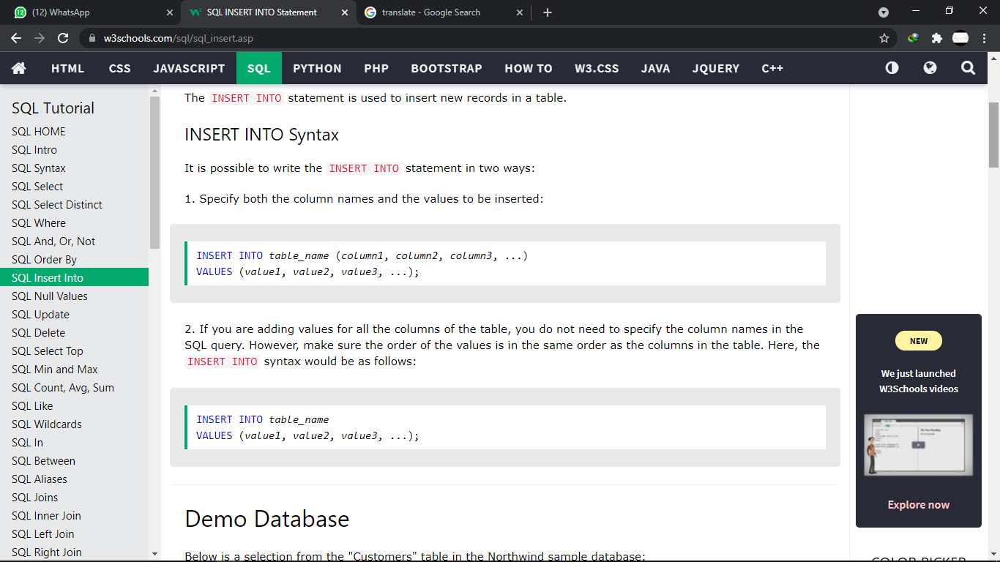 (12) WhatsApp
SQL INSERT INTO Statement
translate - Google Search
w3schools.com/sql/sql_insert.asp
HTML CSS JAVASCRIPT SQL PYTHON PHP BOOTSTRAP HOW TO W3.CSS JAVA JQUERY C++
SQL Tutorial
SQL HOME
SQL Intro
SQL Syntax
SQL Select
SQL Select Distinct
SQL Where
SQL And, Or, Not
SQL Order By
SQL Insert Into
SQL Null Values
SQL Update
SQL Delete
SQL Select Top
SQL Min and Max
SQL Count, Avg, Sum
SQL Like
SQL Wildcards
SQL In
SQL Between
SQL Aliases
SQL Joins
SQL Inner Join
SQL Left Join
SQL Right Join
The INSERT INTO statement is used to insert new records in a table.
INSERT INTO Syntax
It is possible to write the INSERT INTO statement in two ways:
1. Specify both the column names and the values to be inserted:
INSERT INTO table_name (column1, column2, column3, ...)
VALUES (value1, value2, value3, ...);
2. If you are adding values for all the columns of the table, you do not need to specify the column names in the
SQL query. However, make sure the order of the values is in the same order as the columns in the table. Here, the
INSERT INTO syntax would be as follows:
INSERT INTO table_name
VALUES (value1, value2, value3, ...);
Demo Database
Below is a selection from the "Customers" table in the Northwind sample database:
NEW
We just launched
W3Schools videos
Explore now
COLOR PICKER